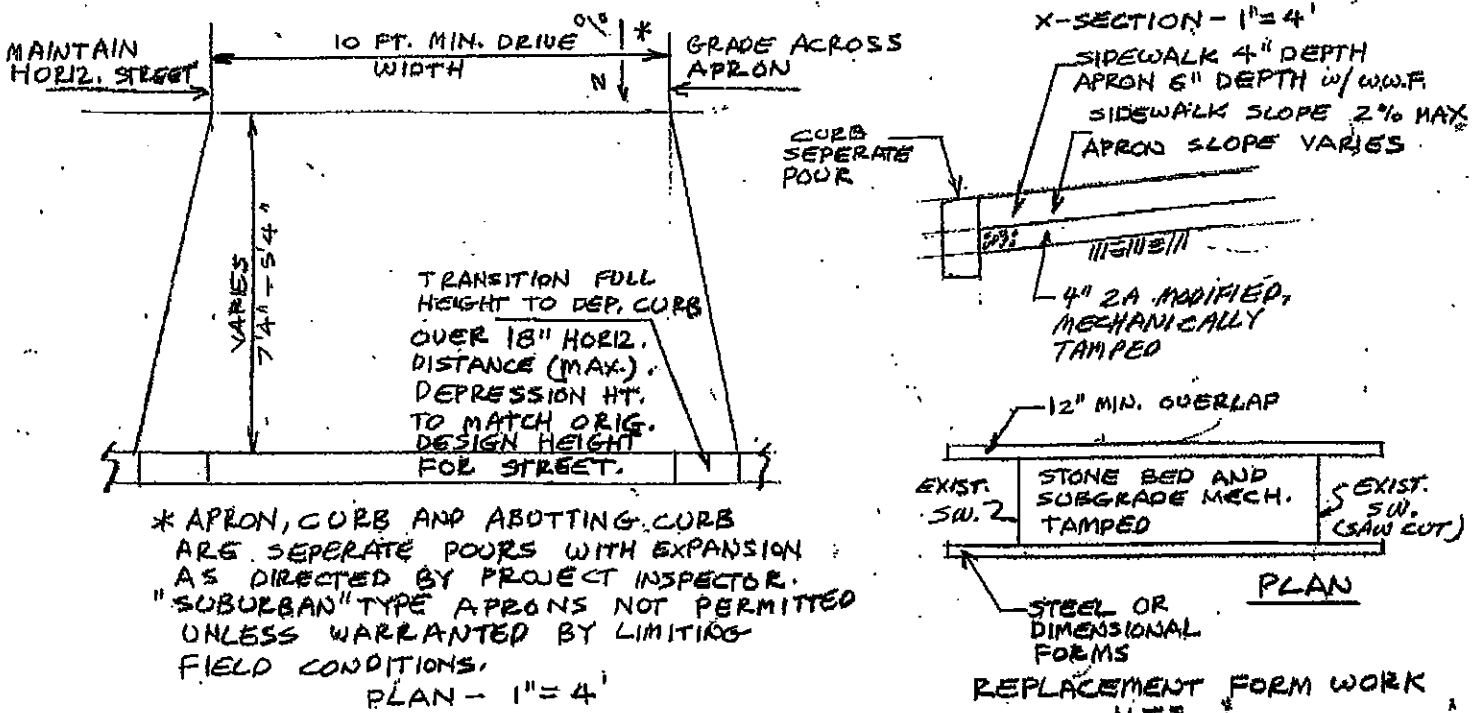 MAINTAIN
HORIZ. STREET
10 FT. MIN. DRIVE
WIDTH
*
N
GRADE ACROSS
APRON
VARIES
7'4" - 5'4"
TRANSITION FULL
HEIGHT TO DEP. CURB
OVER 18" HORIZ.
DISTANCE (MAX.).
DEPRESSION HT.
TO MATCH ORIG.
DESIGN HEIGHT
FOR STREET.
* APRON, CURB AND ABOTTING CURB
ARE SEPERATE POURS WITH EXPANSION
AS DIRECTED BY PROJECT INSPECTOR.
"SUBURBAN" TYPE APRONS NOT PERMITTED
UNLESS WARRANTED BY LIMITING
FIELD CONDITIONS.
PLAN - 1"= 4'
X-SECTION - 1"= 4'
SIDEWALK 4" DEPTH
APRON 6" DEPTH W/ W.W.F.
SIDEWALK SLOPE 2% MAX
APRON SLOPE VARIES
CURB
SEPERATE
POUR
4" 2A MODIFIED,
MECHANICALLY
TAMPED
12" MIN. OVERLAP
EXIST.
SW.
STONE BED AND
SUBGRADE MECH.
TAMPED
EXIST.
SW.
(SAW CUT)
PLAN
STEEL OR
DIMENSIONAL
FORMS
REPLACEMENT FORM WORK